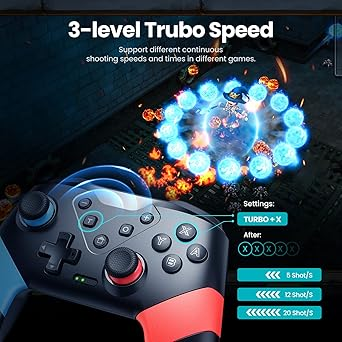 3-level Trubo Speed
Support different continuous
shooting speeds and times in different games.
Settings:
TURBO + X
After:
X X X X X
X
Y A
B
T
6 Shot/S
12 Shot/S
20 Shot/S